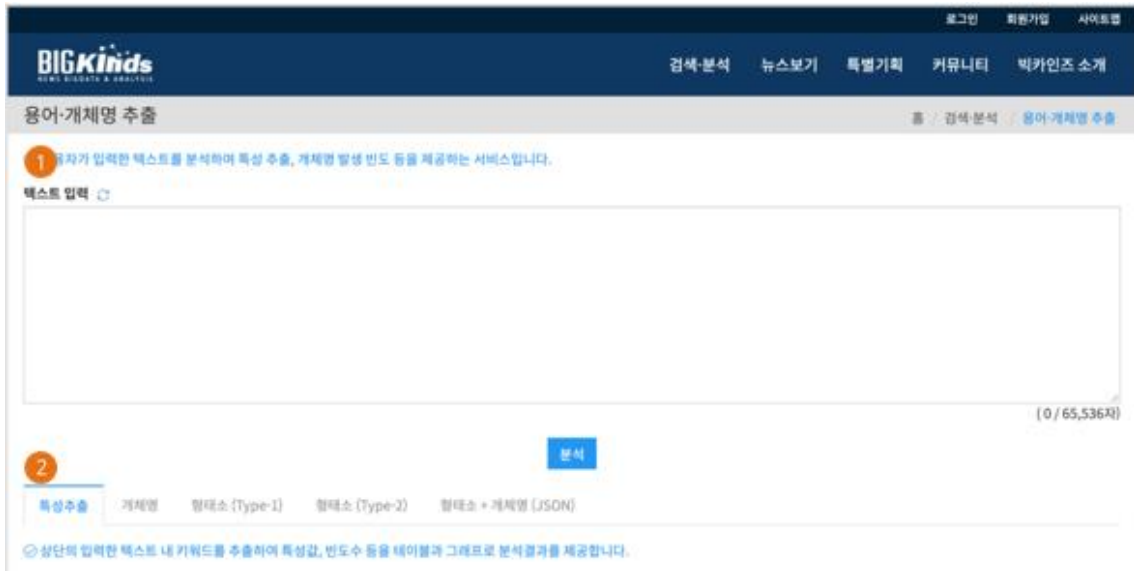 로그인 회원가입 사이트맵
BIGKinds
NEWS BIGDATA & ANALYSIS
검색·분석 뉴스보기 특별기획 커뮤니티 빅카인즈 소개
용어·개체명 추출
홈 / 검색·분석 / 용어·개체명 추출
1
용자가 입력한 텍스트를 분석하여 특성 추출, 개체명 발생 빈도 등을 제공하는 서비스입니다.
텍스트 입력
( 0 / 65,536자)
분석
2
특성추출 개체명 형태소 (Type-1) 형태소 (Type-2) 형태소 + 개체명 (JSON)
상단의 입력한 텍스트 내 키워드를 추출하여 특성값, 빈도수 등을 테이블과 그래프로 분석결과를 제공합니다.